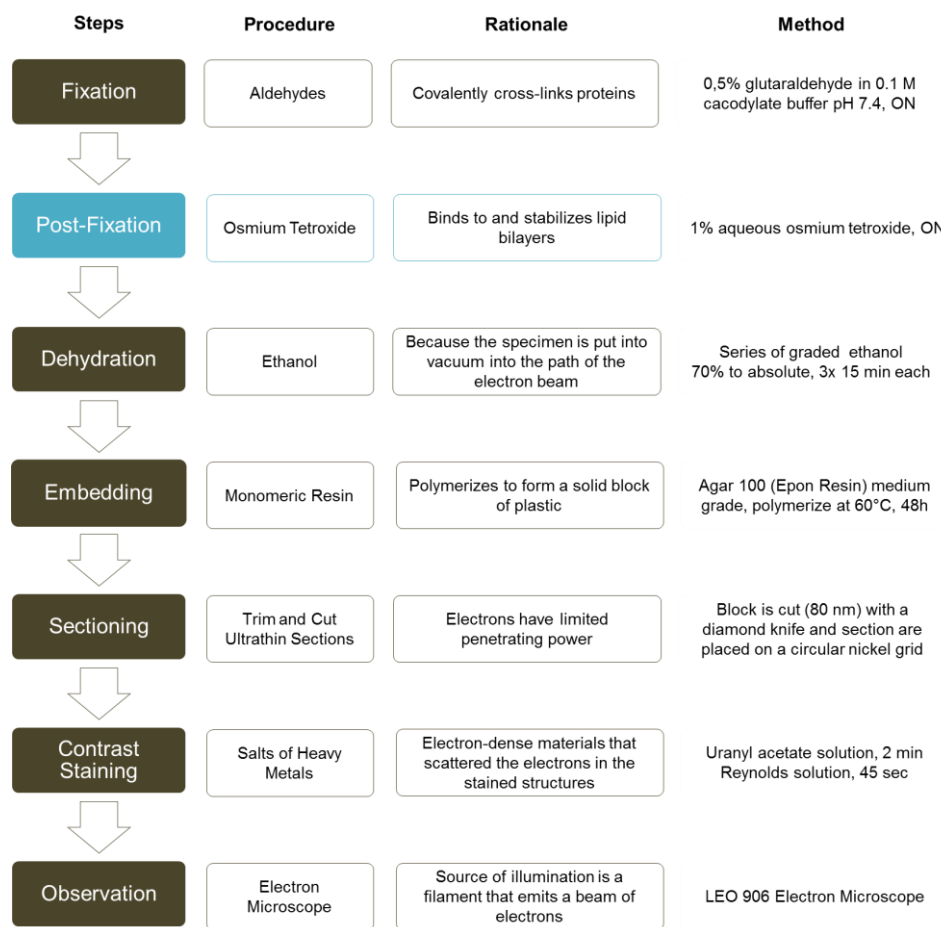 Steps
Procedure
Rationale
Method
Fixation
Aldehydes
Covalently cross-links proteins
0,5% glutaraldehyde in 0.1 M
cacodylate buffer pH 7.4, ON
Post-Fixation
Osmium Tetroxide
Binds to and stabilizes lipid
bilayers
1% aqueous osmium tetroxide, ON
Dehydration
Ethanol
Because the specimen is put into
vacuum into the path of the
electron beam
Series of graded ethanol
70% to absolute, 3x 15 min each
Embedding
Monomeric Resin
Polymerizes to form a solid block
of plastic
Agar 100 (Epon Resin) medium
grade, polymerize at 60°C, 48h
Sectioning
Trim and Cut
Ultrathin Sections
Electrons have limited
penetrating power
Block is cut (80 nm) with a
diamond knife and section are
placed on a circular nickel grid
Contrast
Staining
Salts of Heavy
Metals
Electron-dense materials that
scattered the electrons in the
stained structures
Uranyl acetate solution, 2 min
Reynolds solution, 45 sec
Observation
Electron
Microscope
Source of illumination is a
filament that emits a beam of
electrons
LEO 906 Electron Microscope